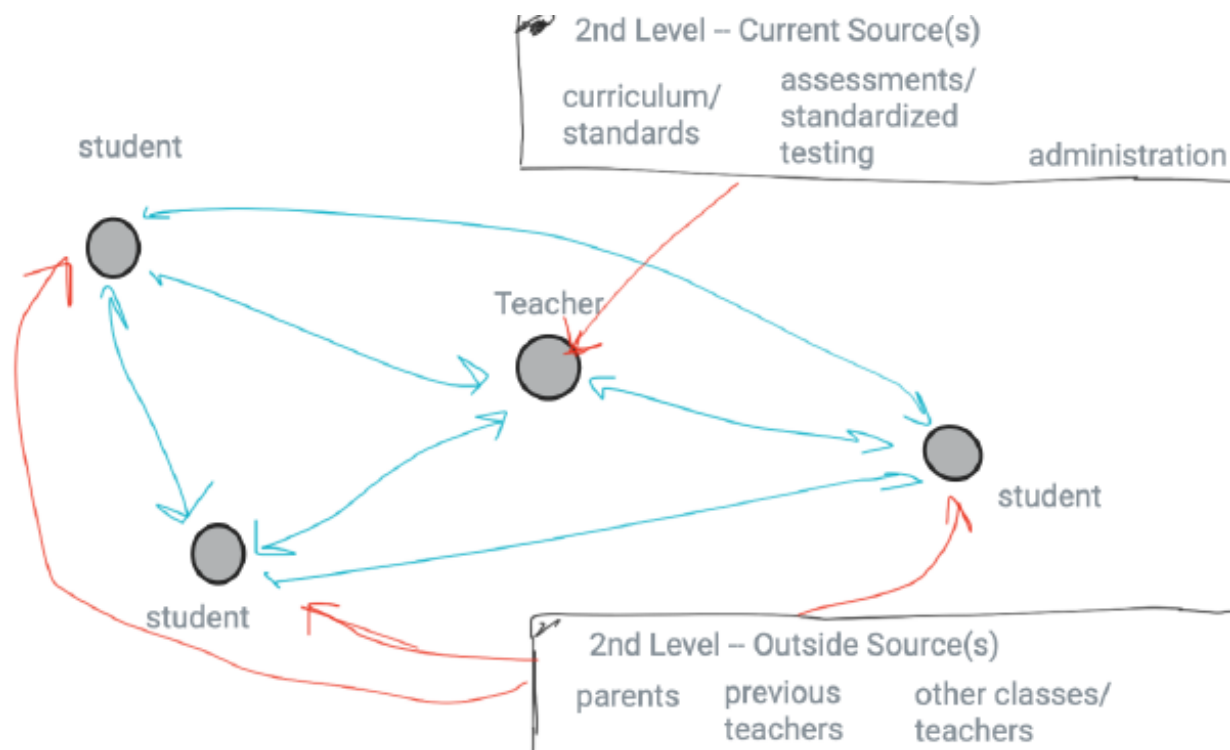 2nd Level – Current Source(s)
curriculum/
standards
assessments/
standardized
testing
administration
student
Teacher
student
student
2nd Level – Outside Source(s)
parents
previous
teachers
other classes/
teachers